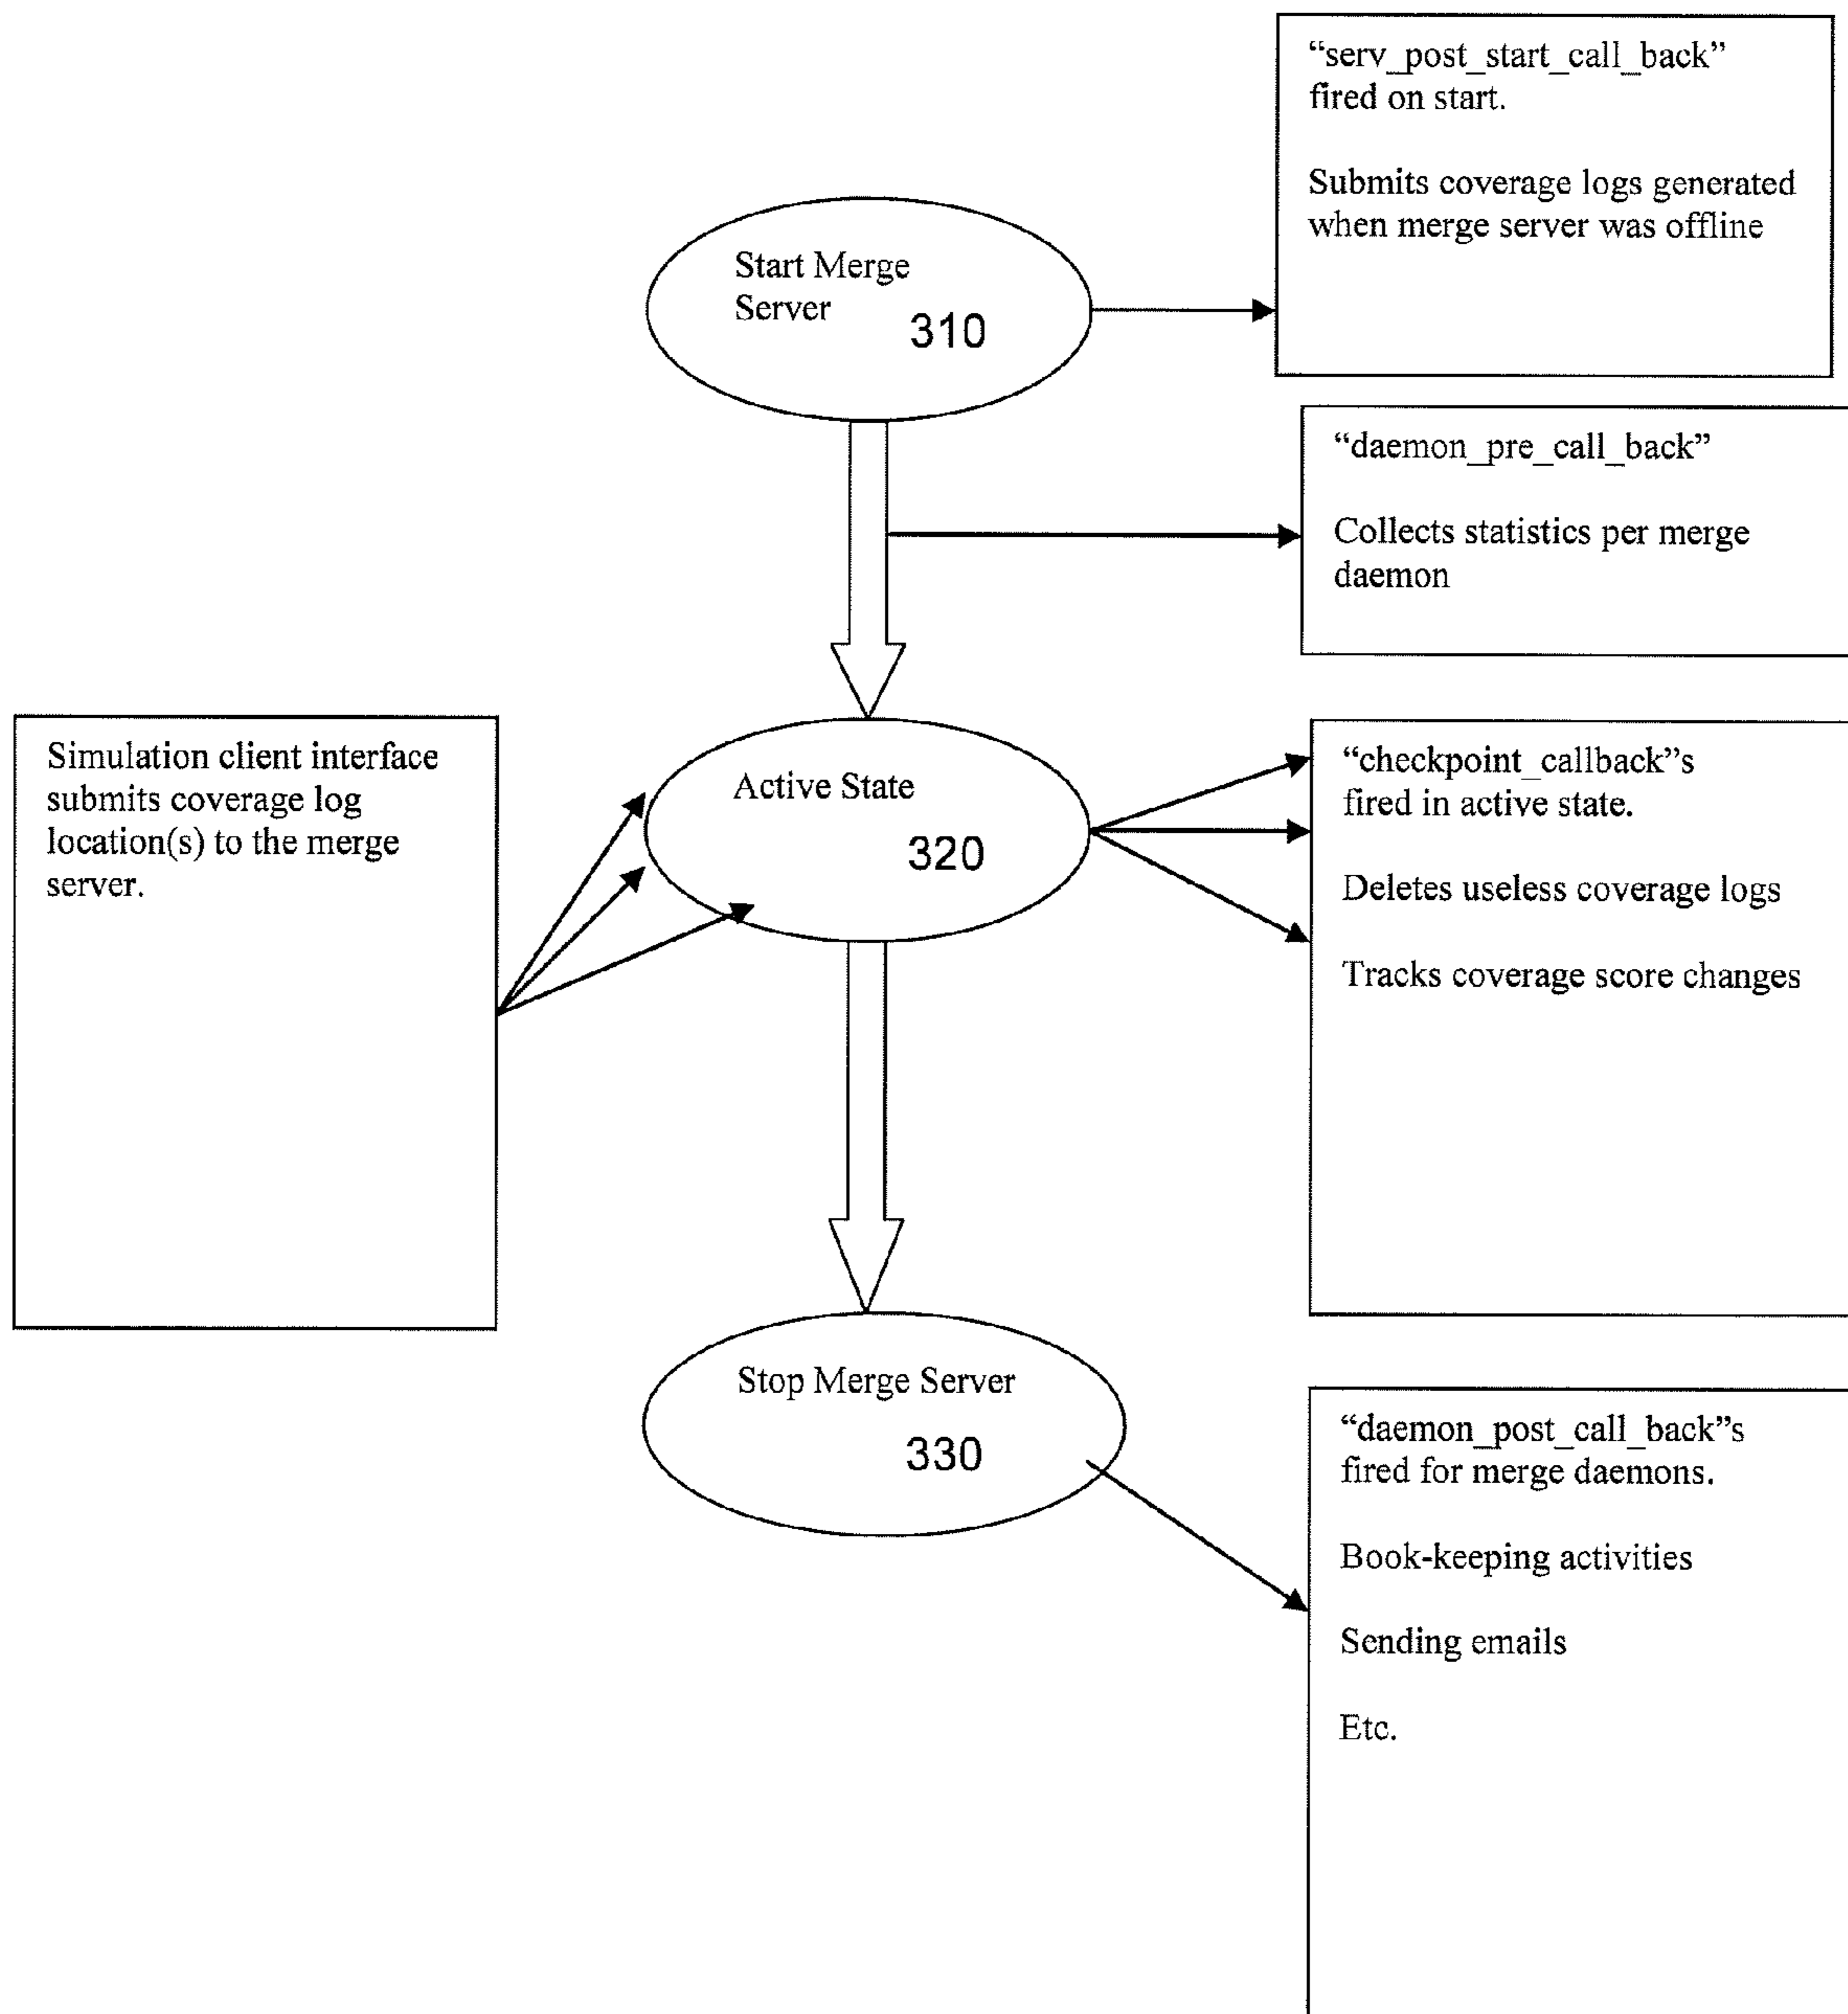 “serv_post_start_call_back”
fired on start.
Submits coverage logs generated
when merge server was offline
Start Merge
Server
310
“daemon_pre_call_back”
Collects statistics per merge
daemon
Simulation client interface
submits coverage log
location(s) to the merge
server.
Active State
320
“checkpoint_callback”s
fired in active state.
Deletes useless coverage logs
Tracks coverage score changes
Stop Merge Server
330
“daemon_post_call_back”s
fired for merge daemons.
Book-keeping activities
Sending emails
Etc.